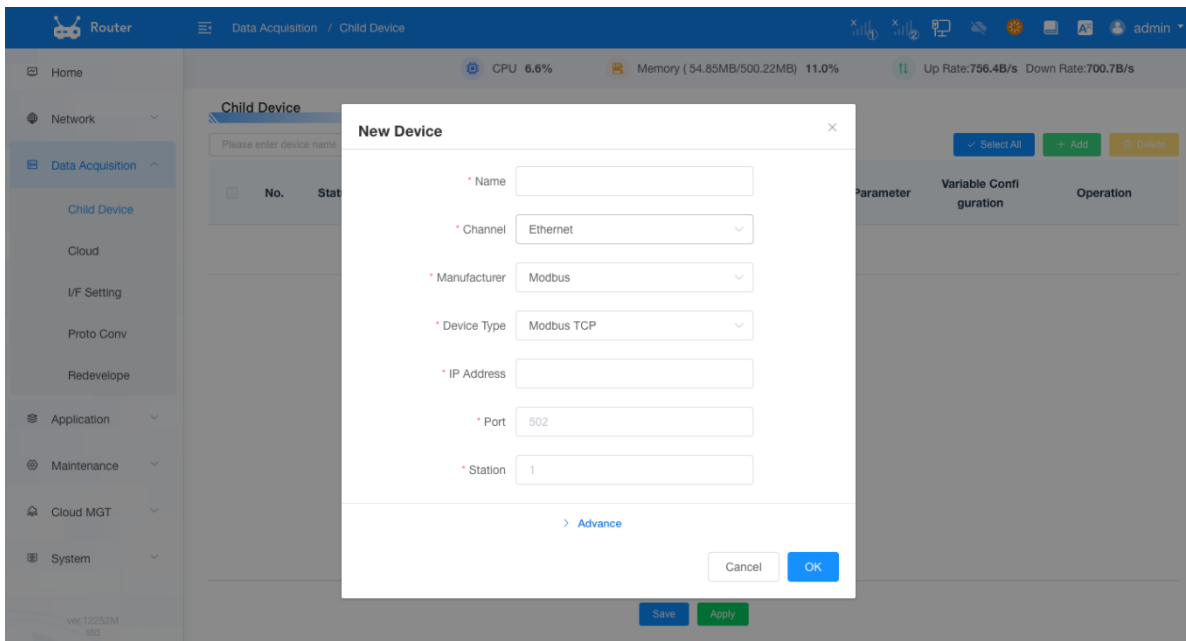 Router
Data Acquisition / Child Device
admin
Home
CPU 6.6%
Memory ( 54.85MB/500.22MB) 11.0%
Up Rate:756.4B/s Down Rate:700.7B/s
Network
Data Acquisition
Child Device
Cloud
I/F Setting
Proto Conv
Redevelope
Application
Maintenance
Cloud MGT
System
ver.12252M
std
Child Device
Please enter device name
Select All
+ Add
Delete
No.
Parameter
Variable Confi
guration
Operation
New Device
* Name
* Channel
Ethernet
* Manufacturer
Modbus
* Device Type
Modbus TCP
* IP Address
* Port
502
* Station
1
> Advance
Cancel
OK
Save
Apply